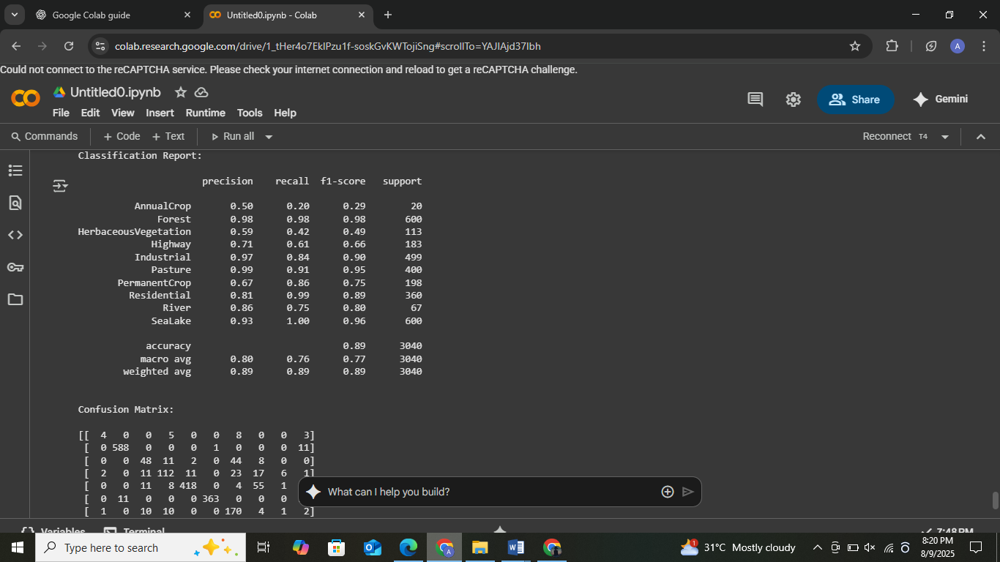 Google Colab guide
Untitled0.ipynb - Colab
colab.research.google.com/drive/1_tHer4o7EklPzu1f-soskGvKWTojiSng#scrollTo=YAJlAjd37lbh
A
Could not connect to the reCAPTCHA service. Please check your internet connection and reload to get a reCAPTCHA challenge.
CO
Untitled0.ipynb
Share
Gemini
File Edit View Insert Runtime Tools Help
Commands + Code + Text Run all
Reconnect T4
Classification Report:
precision recall f1-score support
AnnualCrop 0.50 0.20 0.29 20
Forest 0.98 0.98 0.98 600
HerbaceousVegetation 0.59 0.42 0.49 113
Highway 0.71 0.61 0.66 183
Industrial 0.97 0.84 0.90 499
Pasture 0.99 0.91 0.95 400
PermanentCrop 0.67 0.86 0.75 198
Residential 0.81 0.99 0.89 360
River 0.86 0.75 0.80 67
SeaLake 0.93 1.00 0.96 600
accuracy 0.89 3040
macro avg 0.80 0.76 0.77 3040
weighted avg 0.89 0.89 0.89 3040
Confusion Matrix:
[[ 4 0 0 5 0 0 8 0 0 3]
[ 0 588 0 0 0 1 0 0 0 11]
[ 0 0 48 11 2 0 44 8 0 0]
[ 2 0 11 112 11 0 23 17 6 1]
[ 0 0 11 8 418 0 4 55 1
[ 0 11 0 0 0 363 0 0 0
[ 1 0 10 10 0 0 170 4 1 2]
What can I help you build?
Variables Terminal
7:48 PM
Type here to search
A
W
31°C Mostly cloudy
1
8:20 PM
8/9/2025